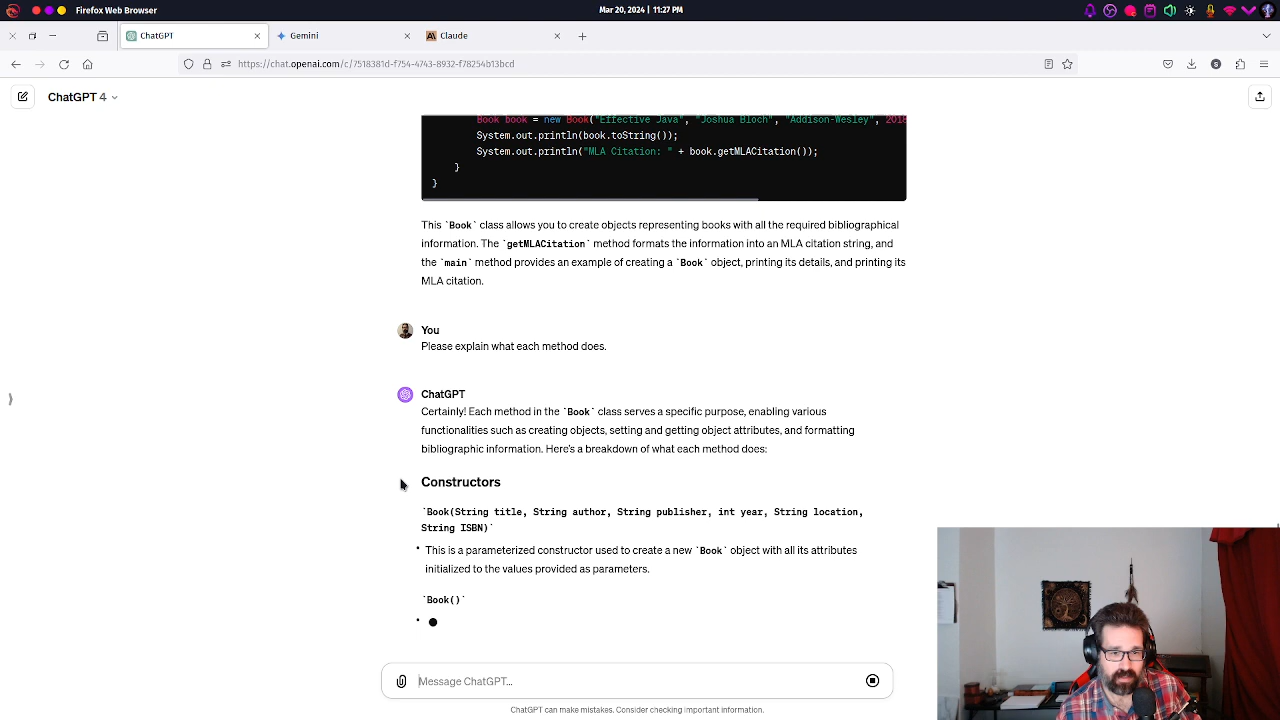 Firefox Web Browser
Mar 20, 2024 | 11:27 PM
ChatGPT
Gemini
Claude
https://chat.openai.com/c/7518381d-f754-4743-8932-f78254b13bcd
ChatGPT 4
Book book = new Book("Effective Java", "Joshua Bloch", "Addison-Wesley", 2018
System.out.println(book.toString());
System.out.println("MLA Citation: " + book.getMLACitation());
}
}
This `Book` class allows you to create objects representing books with all the required bibliographical
information. The `getMLACitation` method formats the information into an MLA citation string, and
the `main` method provides an example of creating a `Book` object, printing its details, and printing its
MLA citation.
You
Please explain what each method does.
ChatGPT
Certainly! Each method in the `Book` class serves a specific purpose, enabling various
functionalities such as creating objects, setting and getting object attributes, and formatting
bibliographic information. Here's a breakdown of what each method does:
Constructors
`Book(String title, String author, String publisher, int year, String location,
String ISBN)`
• This is a parameterized constructor used to create a new `Book` object with all its attributes
initialized to the values provided as parameters.
`Book()`
•
Message ChatGPT...
ChatGPT can make mistakes. Consider checking important information.